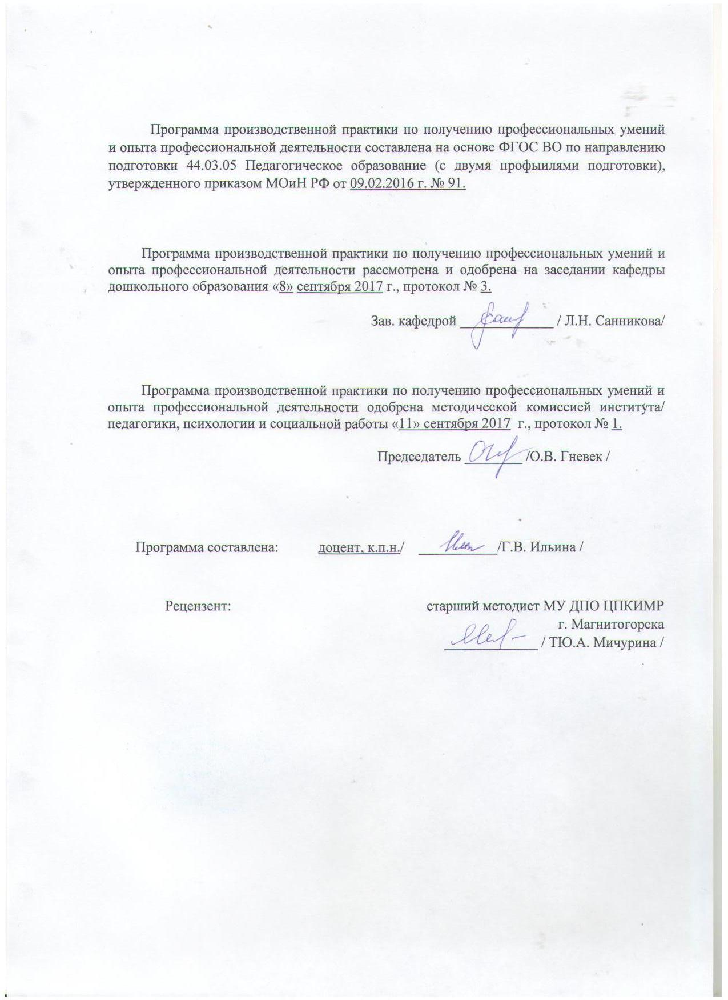 Программа производственной практики по получению профессиональных умений
и опыта профессиональной деятельности составлена на основе ФГОС ВО по направлению
подготовки 44.03.05 Педагогическое образование (с двумя профыилями подготовки),
утвержденного приказом МОиН РФ от 09.02.2016 г. № 91.
Программа производственной практики по получению профессиональных умений и
опыта профессиональной деятельности рассмотрена и одобрена на заседании кафедры
дошкольного образования «8» сентября 2017 г., протокол № 3.
Зав. кафедрой _____________ / Л.Н. Санникова/
Программа производственной практики по получению профессиональных умений и
опыта профессиональной деятельности одобрена методической комиссией института/
педагогики, психологии и социальной работы «11» сентября 2017 г., протокол № 1.
Председатель ________ /О.В. Гневек /
Программа составлена: доцент, к.п.н./ ___________/Г.В. Ильина /
Рецензент: старший методист МУ ДПО ЦПКИМР
г. Магнитогорска
_____________ / ТЮ.А. Мичурина /